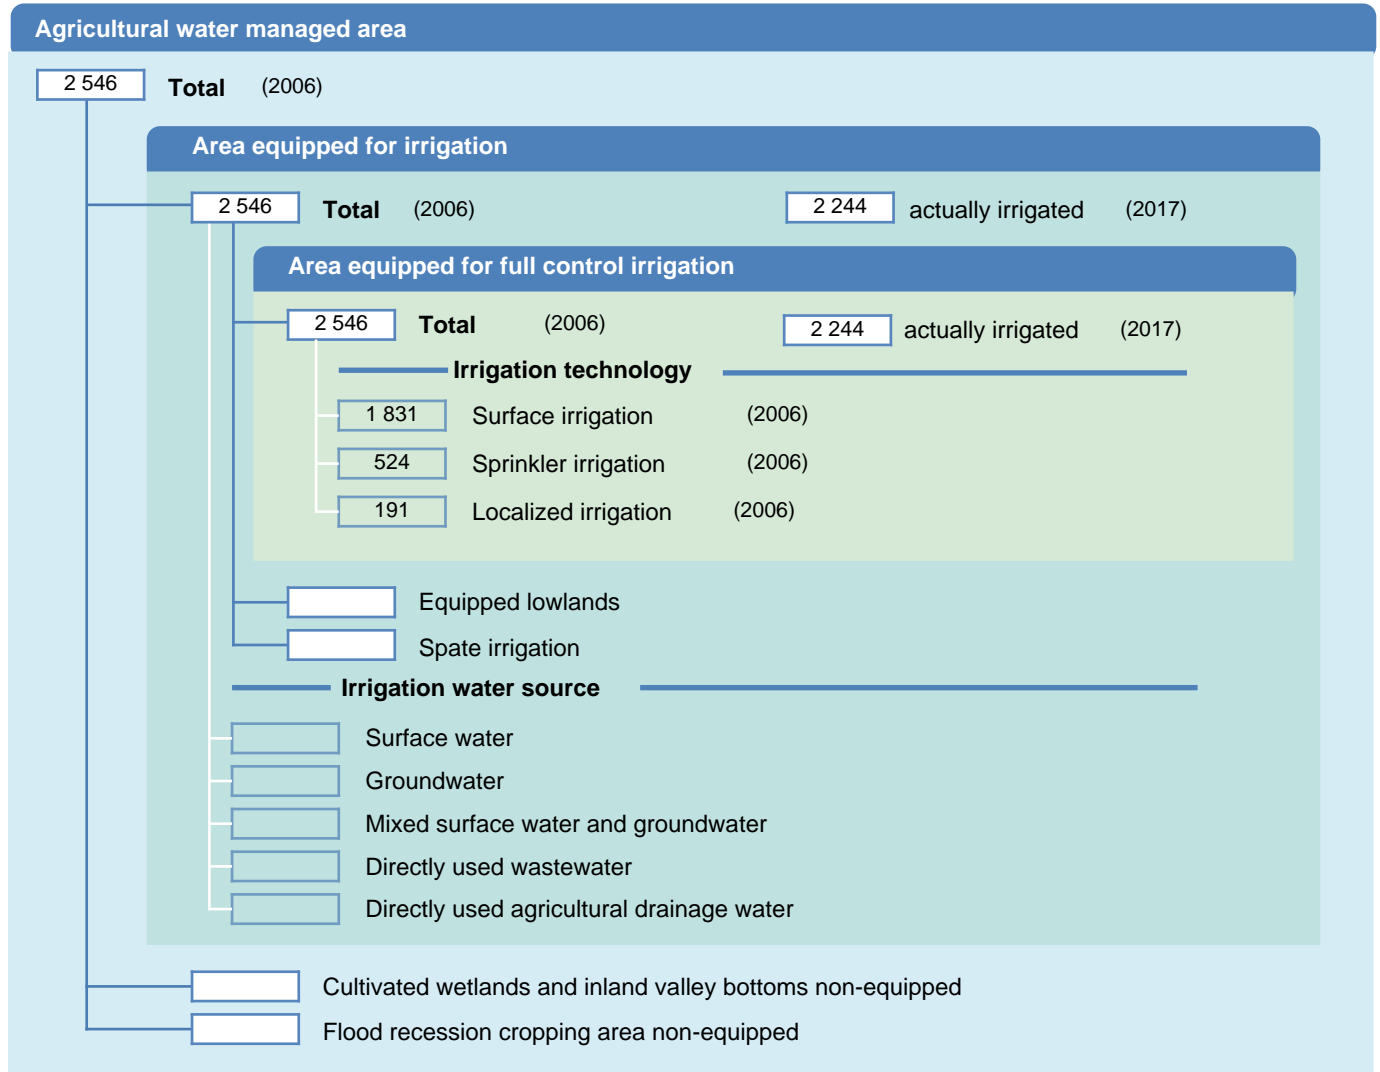 Agricultural water managed area
2 546 Total (2006)
Area equipped for irrigation
2 546 Total (2006) 2 244 actually irrigated (2017)
Area equipped for full control irrigation
2 546 Total (2006) 2 244 actually irrigated (2017)
Irrigation technology
1 831 Surface irrigation (2006)
524 Sprinkler irrigation (2006)
191 Localized irrigation (2006)
Equipped lowlands
Spate irrigation
Irrigation water source
Surface water
Groundwater
Mixed surface water and groundwater
Directly used wastewater
Directly used agricultural drainage water
Cultivated wetlands and inland valley bottoms non-equipped
Flood recession cropping area non-equipped